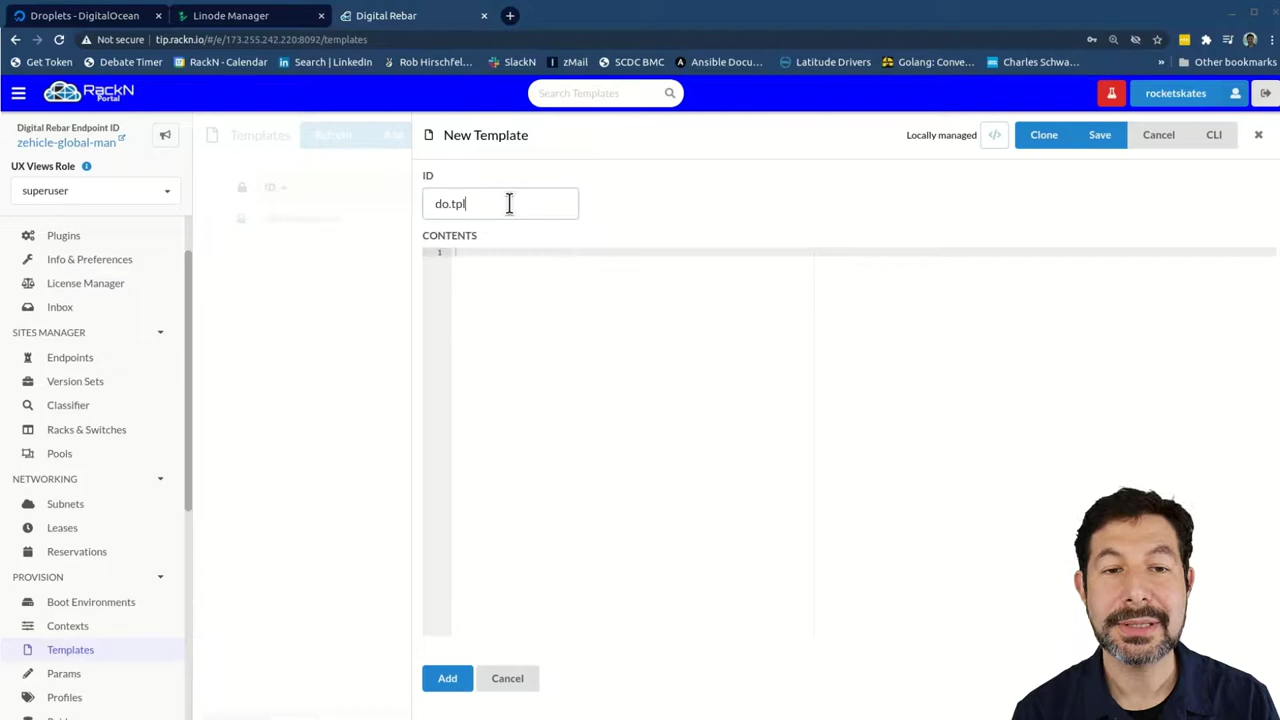 Droplets - DigitalOcean
Linode Manager
Digital Rebar
Not secure
tip.rackn.io/#/e/173.255.242.220:8092/templates
Get Token
Debate Timer
RackN - Calendar
Search | LinkedIn
Rob Hirschfel...
SlackN
zMail
SCDC BMC
Ansible Docu...
Latitude Drivers
Golang: Conve...
Charles Schwa...
»
Other bookmarks
RackN
Portal
Search Templates
rocketskates
Digital Rebar Endpoint ID
zehicle-global-man
UX Views Role
superuser
Plugins
Info & Preferences
License Manager
Inbox
SITES MANAGER
Endpoints
Version Sets
Classifier
Racks & Switches
Pools
NETWORKING
Subnets
Leases
Reservations
PROVISION
Boot Environments
Contexts
Templates
Params
Profiles
Templates
Refresh
Add
ID
New Template
Locally managed
</>
Clone
Save
Cancel
CLI
ID
do.tpl
CONTENTS
1
Add
Cancel